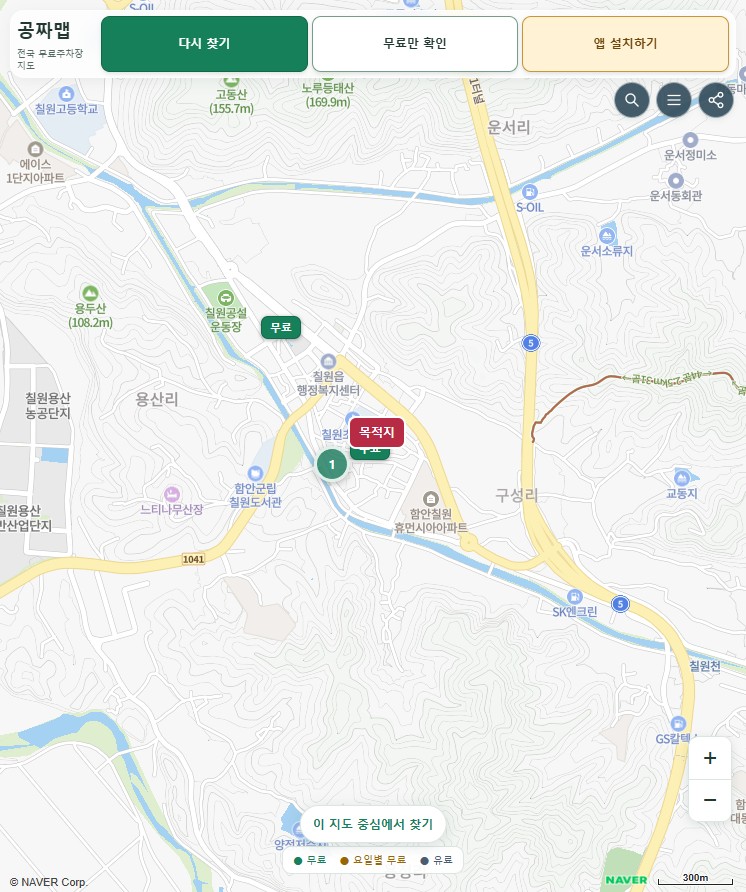 공짜맵
전국 무료주차장
지도
다시 찾기
무료만 확인
앱 설치하기
S-OIL
칠원고등학교
고동산
(155.7m)
노루등태산
(169.9m)
1터널
운서리
운서정미소
에이스
1단지아파트
운서동회관
S-OIL
운서소류지
용두산
(108.2m)
칠원공설
운동장
무료
5
칠원읍
행정복지센터
칠원용산
농공단지
용산리
목적지
1
함안군립
칠원도서관
느티나무산장
함안칠원
휴먼시아아파트
구성리
교동지
칠원용산
1041
SK엔크린
5
칠원천
GS칼텍
+
−
이 지도 중심에서 찾기
무료
요일별 무료
유료
© NAVER Corp.
NAVER
300m